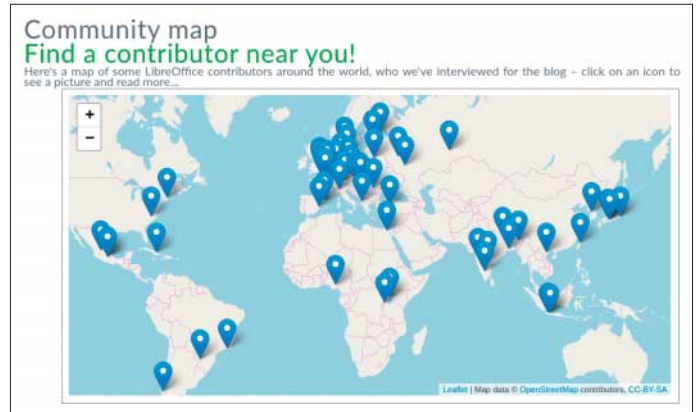 Community map
Find a contributor near you!
Here's a map of some LibreOffice contributors around the world, who we've interviewed for the blog – click on an icon to
see a picture and read more...
+
−
Leaflet | Map data © OpenStreetMap contributors, CC-BY-SA